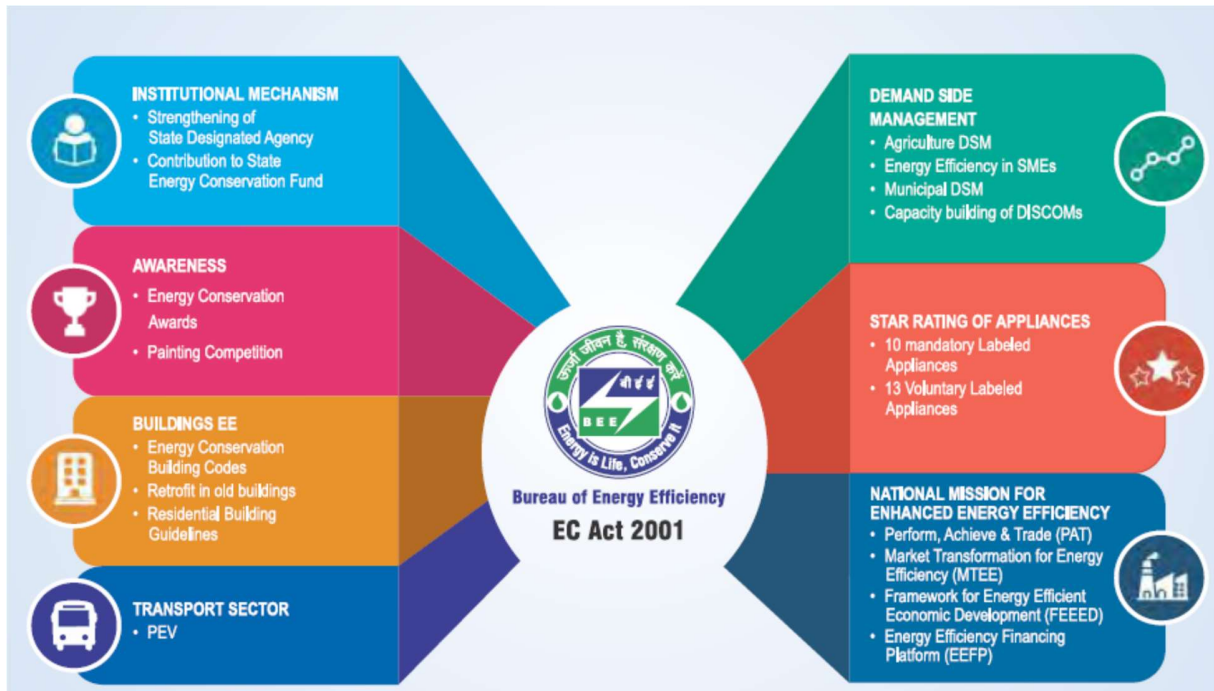 INSTITUTIONAL MECHANISM
• Strengthening of
State Designated Agency
• Contribution to State
Energy Conservation Fund
AWARENESS
• Energy Conservation
Awards
• Painting Competition
BUILDINGS EE
• Energy Conservation
Building Codes
• Retrofit in old buildings
• Residential Building
Guidelines
TRANSPORT SECTOR
• PEV
ऊर्जा जीवन है, संरक्षण करें
बी ई ई
BEE
Energy is Life, Conserve it
Bureau of Energy Efficiency
EC Act 2001
DEMAND SIDE
MANAGEMENT
• Agriculture DSM
• Energy Efficiency in SMEs
• Municipal DSM
• Capacity building of DISCOMs
STAR RATING OF APPLIANCES
• 10 mandatory Labeled
Appliances
• 13 Voluntary Labeled
Appliances
NATIONAL MISSION FOR
ENHANCED ENERGY EFFICIENCY
• Perform, Achieve & Trade (PAT)
• Market Transformation for Energy
Efficiency (MTEE)
• Framework for Energy Efficient
Economic Development (FEEED)
• Energy Efficiency Financing
Platform (EEFP)